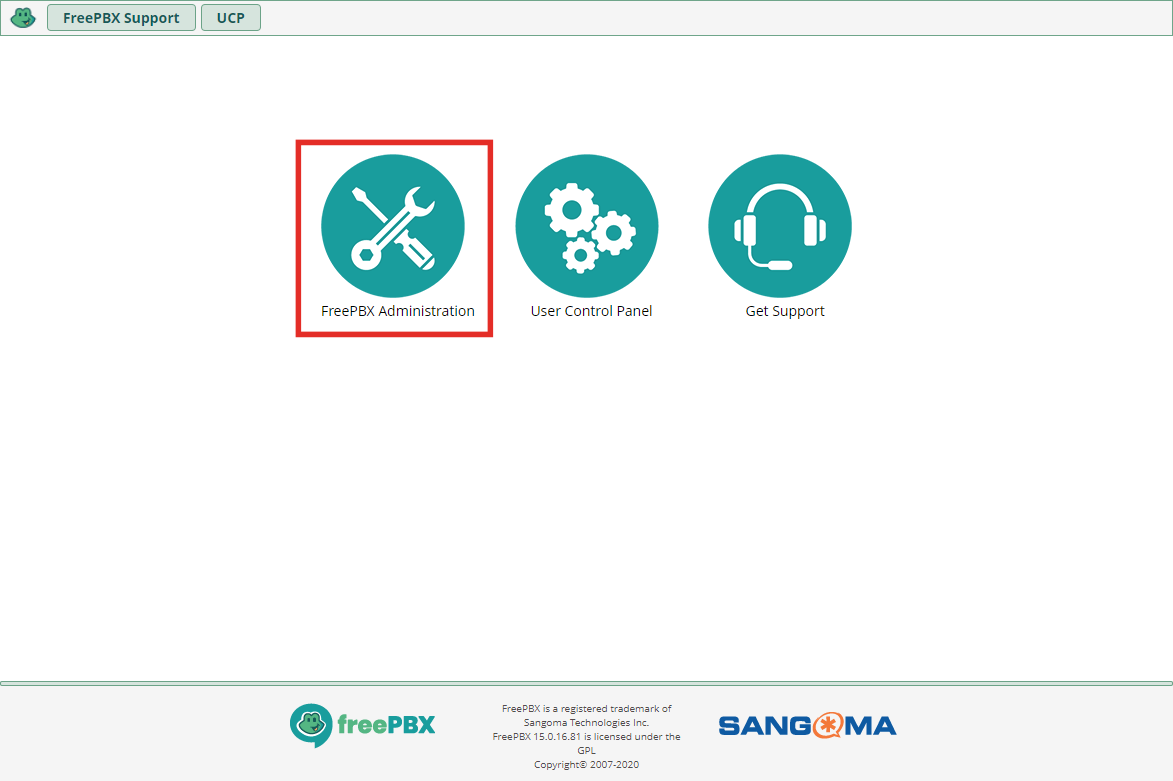 FreePBX Support
UCP
FreePBX Administration
User Control Panel
Get Support
freePBX
FreePBX is a registered trademark of
Sangoma Technologies Inc.
FreePBX 15.0.16.81 is licensed under the
GPL
Copyright© 2007-2020
SANGOMA